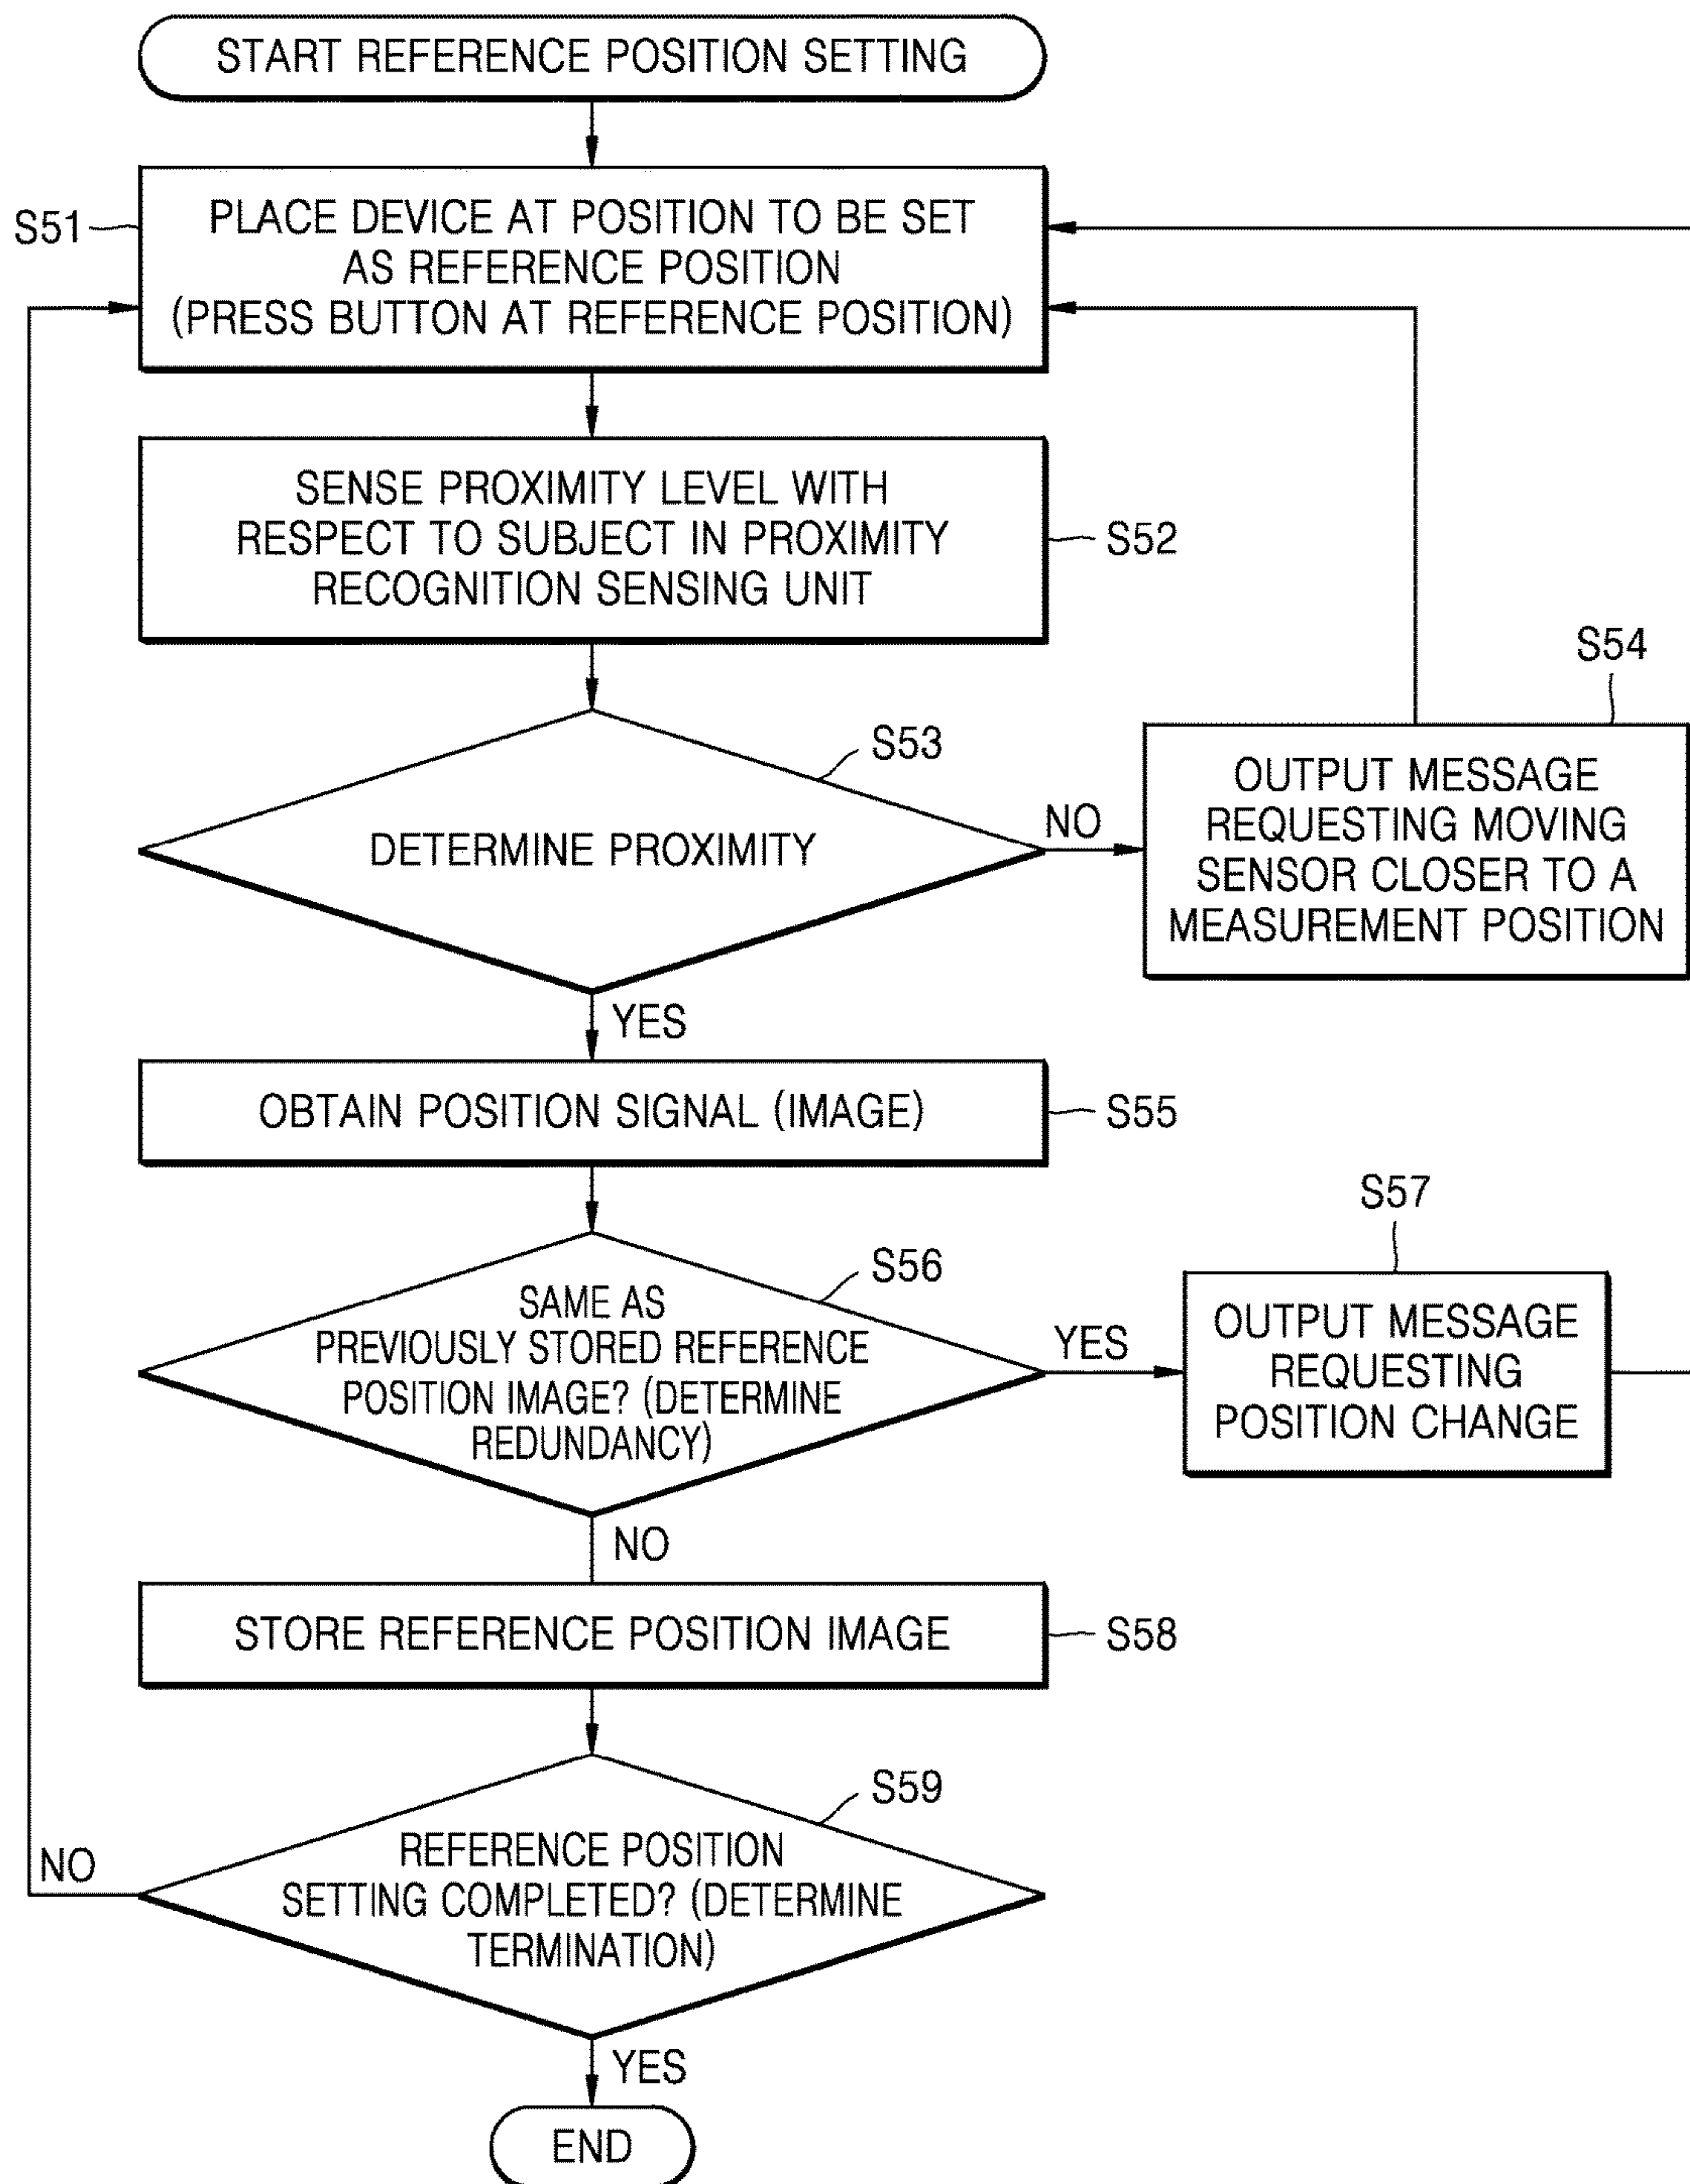 START REFERENCE POSITION SETTING
S51
PLACE DEVICE AT POSITION TO BE SET
AS REFERENCE POSITION
(PRESS BUTTON AT REFERENCE POSITION)
SENSE PROXIMITY LEVEL WITH
RESPECT TO SUBJECT IN PROXIMITY
RECOGNITION SENSING UNIT
S52
S53
DETERMINE PROXIMITY
NO
S54
OUTPUT MESSAGE
REQUESTING MOVING
SENSOR CLOSER TO A
MEASUREMENT POSITION
YES
OBTAIN POSITION SIGNAL (IMAGE)
S55
S56
SAME AS
PREVIOUSLY STORED REFERENCE
POSITION IMAGE? (DETERMINE
REDUNDANCY)
YES
S57
OUTPUT MESSAGE
REQUESTING
POSITION CHANGE
NO
STORE REFERENCE POSITION IMAGE
S58
S59
REFERENCE POSITION
SETTING COMPLETED? (DETERMINE
TERMINATION)
NO
YES
END